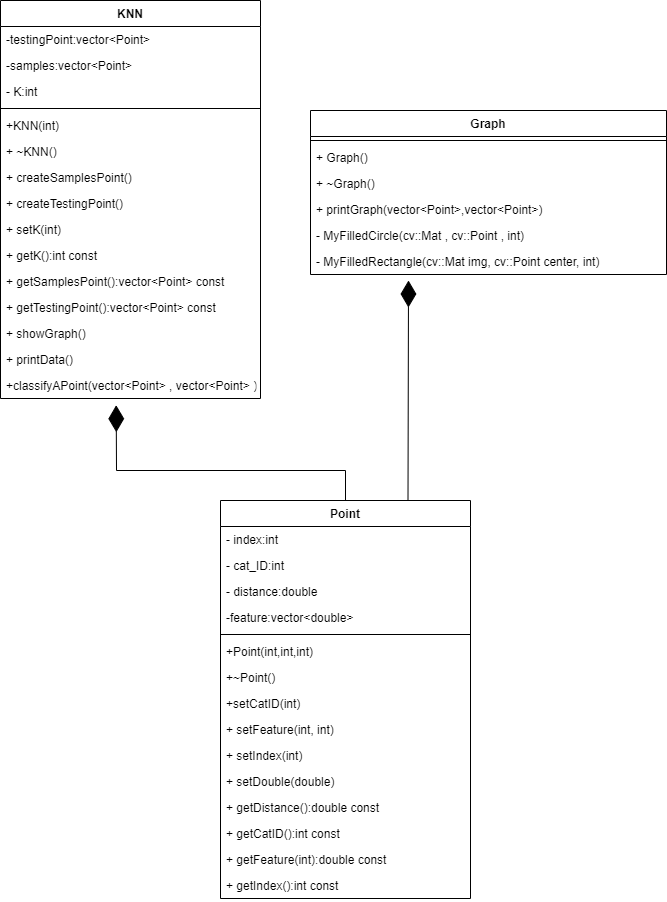 KNN
-testingPoint:vector<Point>
-samples:vector<Point>
- K:int
+KNN(int)
+ ~KNN()
+ createSamplesPoint()
+ createTestingPoint()
+ setK(int)
+ getK():int const
+ getSamplesPoint():vector<Point> const
+ getTestingPoint():vector<Point> const
+ showGraph()
+ printData()
+classifyAPoint(vector<Point> , vector<Point> )
Graph
+ Graph()
+ ~Graph()
+ printGraph(vector<Point>,vector<Point>)
- MyFilledCircle(cv::Mat , cv::Point , int)
- MyFilledRectangle(cv::Mat img, cv::Point center, int)
Point
- index:int
- cat_ID:int
- distance:double
-feature:vector<double>
+Point(int,int,int)
+~Point()
+setCatID(int)
+ setFeature(int, int)
+ setIndex(int)
+ setDouble(double)
+ getDistance():double const
+ getCatID():int const
+ getFeature(int):double const
+ getIndex():int const